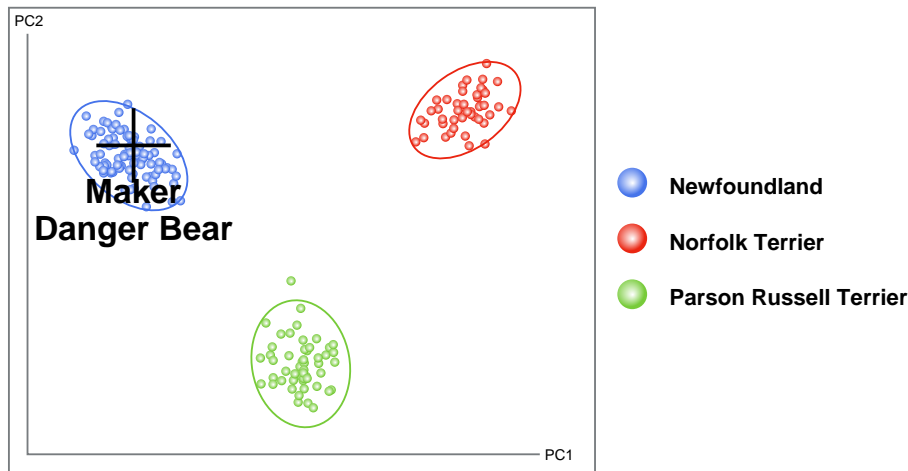 PC2
Maker
Danger Bear
PC1
Newfoundland
Norfolk Terrier
Parson Russell Terrier